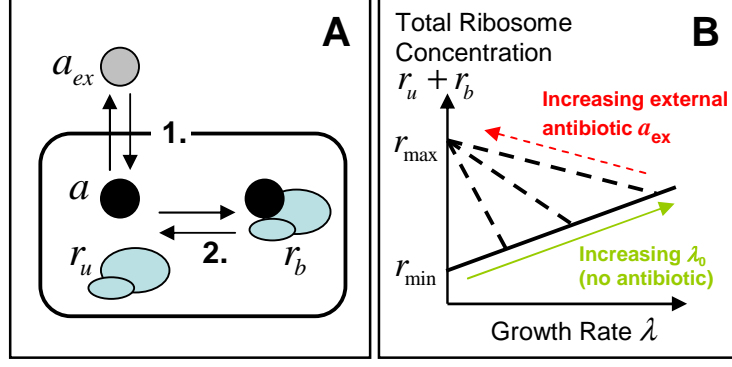 A
a_ex
1.
a
2.
r_u
r_b
B
Total Ribosome
Concentration
r_u + r_b
Increasing external
antibiotic a_ex
r_max
Increasing λ_0
(no antibiotic)
r_min
Growth Rate λ